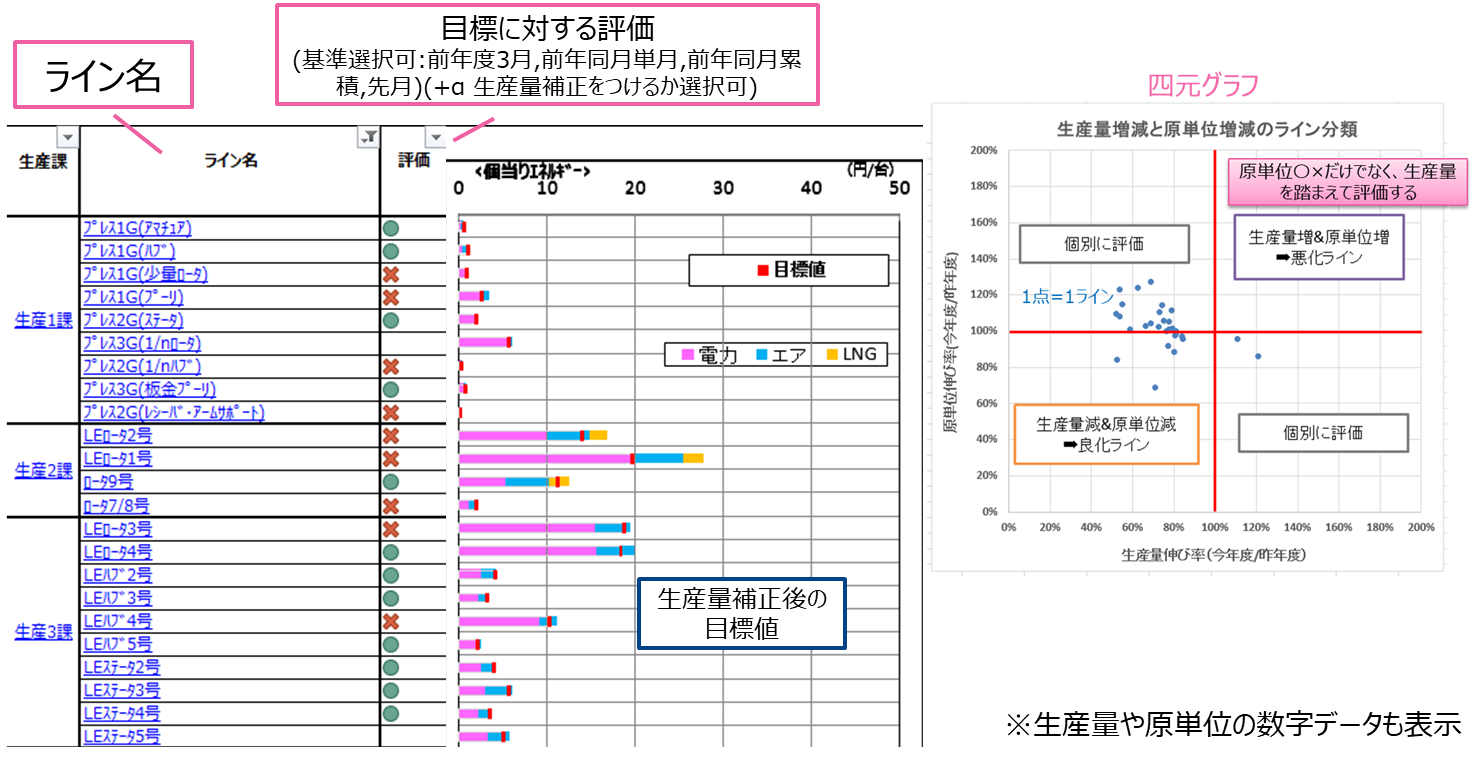 ライン名
目標に対する評価
(基準選択可:前年度3月,前年同月単月,前年同月累
積,先月)(+α 生産量補正をつけるか選択可)
生産課
ライン名
評価
<個当りエネルギー>
(円/台)
0 10 20 30 40 50
生産1課
プレス1G(アマチュア)
プレス1G(ハブ)
プレス1G(少量ロータ)
プレス1G(プーリ)
プレス2G(ステータ)
プレス3G(1/nロータ)
プレス2G(1/nハブ)
プレス3G(板金プーリ)
プレス2G(レシーバ・アームサポート)
生産2課
LEロータ2号
LEロータ1号
ロータ9号
ロータ7/8号
生産3課
LEロータ3号
LEロータ4号
LEハブ2号
LEハブ3号
LEハブ4号
LEハブ5号
LEステータ2号
LEステータ3号
LEステータ4号
LEステータ5号
目標値
電力 エア LNG
生産量補正後の
目標値
四元グラフ
生産量増減と原単位増減のライン分類
原単位〇×だけでなく、生産量
を踏まえて評価する
個別に評価
生産量増&原単位増
➡悪化ライン
1点=1ライン
生産量減&原単位減
➡良化ライン
個別に評価
原単位伸び率(今年度/昨年度)
200%
180%
160%
140%
120%
100%
80%
60%
40%
20%
0%
0% 20% 40% 60% 80% 100% 120% 140% 160% 180% 200%
生産量伸び率(今年度/昨年度)
※生産量や原単位の数字データも表示